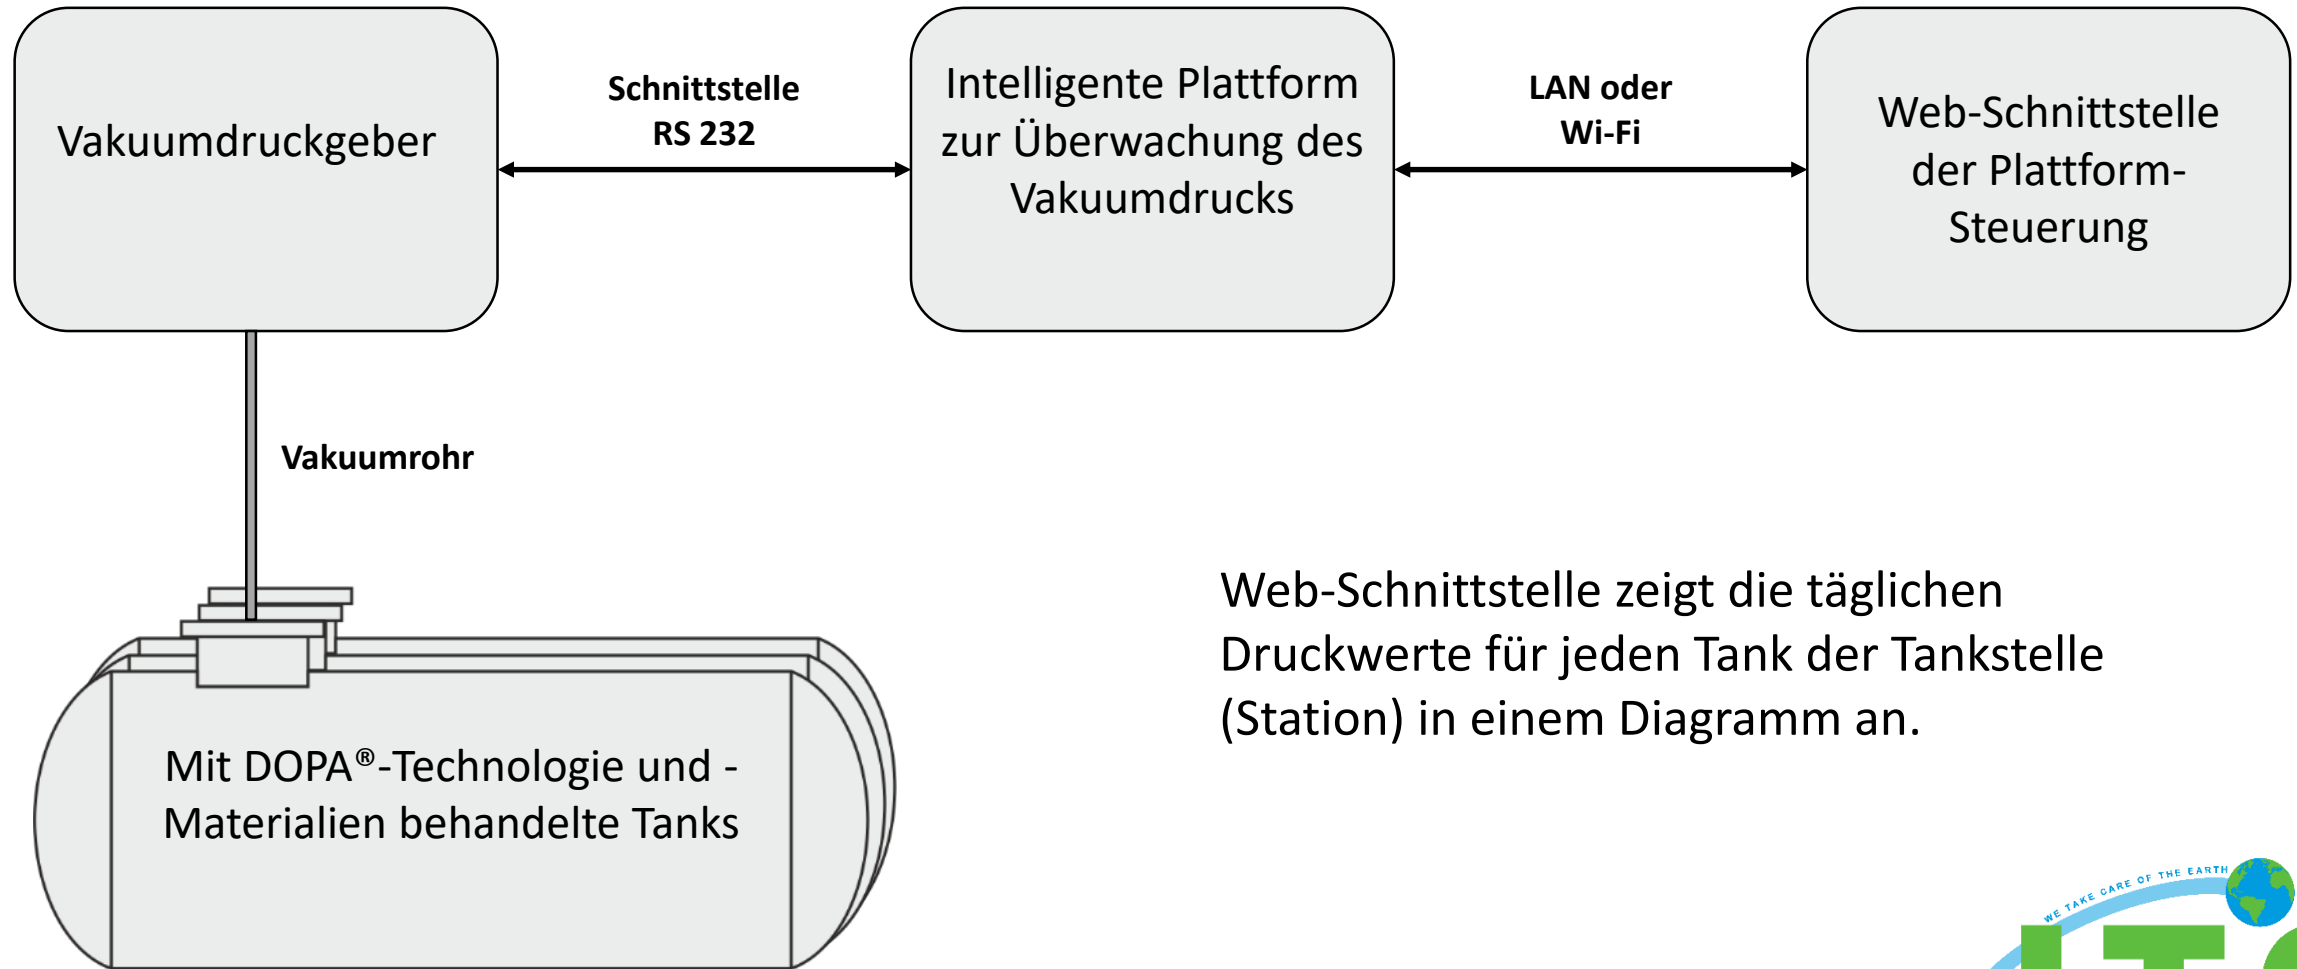 Vakuumdruckgeber
Schnittstelle
RS 232
Intelligente Plattform
zur Überwachung des
Vakuumdrucks
LAN oder
Wi-Fi
Web-Schnittstelle
der Plattform-
Steuerung
Vakuumrohr
Mit DOPA®-Technologie und -
Materialien behandelte Tanks
Web-Schnittstelle zeigt die täglichen
Druckwerte für jeden Tank der Tankstelle
(Station) in einem Diagramm an.
WE TAKE CARE OF THE EARTH